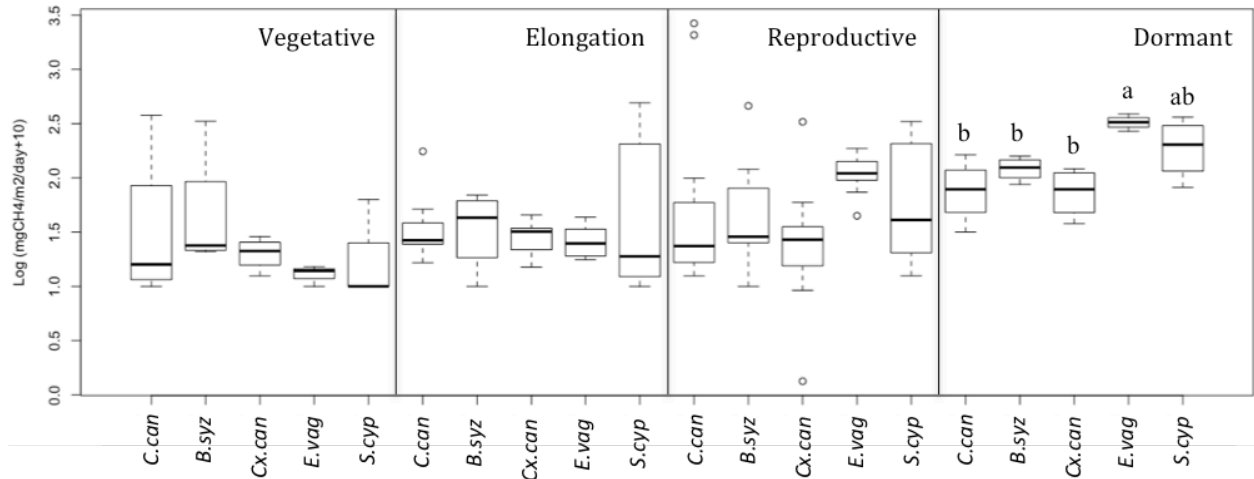 Log (mgCH4/m2/day+10)
3.5
3.0
2.5
2.0
1.5
1.0
0.5
0.0
Vegetative
Elongation
Reproductive
Dormant
b
b
b
a
ab
C.can
B.syz
Cx.can
E.vag
S.cyp
C.can
B.syz
Cx.can
E.vag
S.cyp
C.can
B.syz
Cx.can
E.vag
S.cyp
C.can
B.syz
Cx.can
E.vag
S.cyp